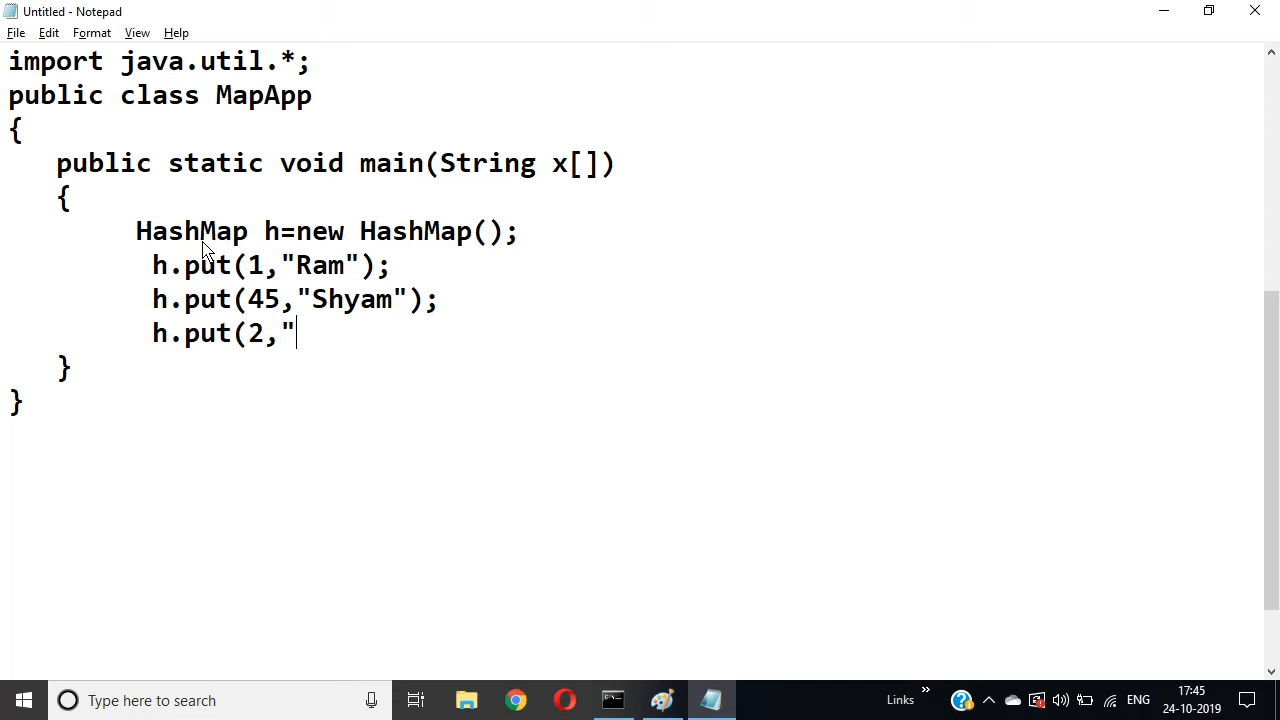 Untitled - Notepad
File Edit Format View Help
import java.util.*;
public class MapApp
{
public static void main(String x[])
{
HashMap h=new HashMap();
h.put(1,"Ram");
h.put(45,"Shyam");
h.put(2,"
}
}
Type here to search
Links
ENG
17:45
24-10-2019